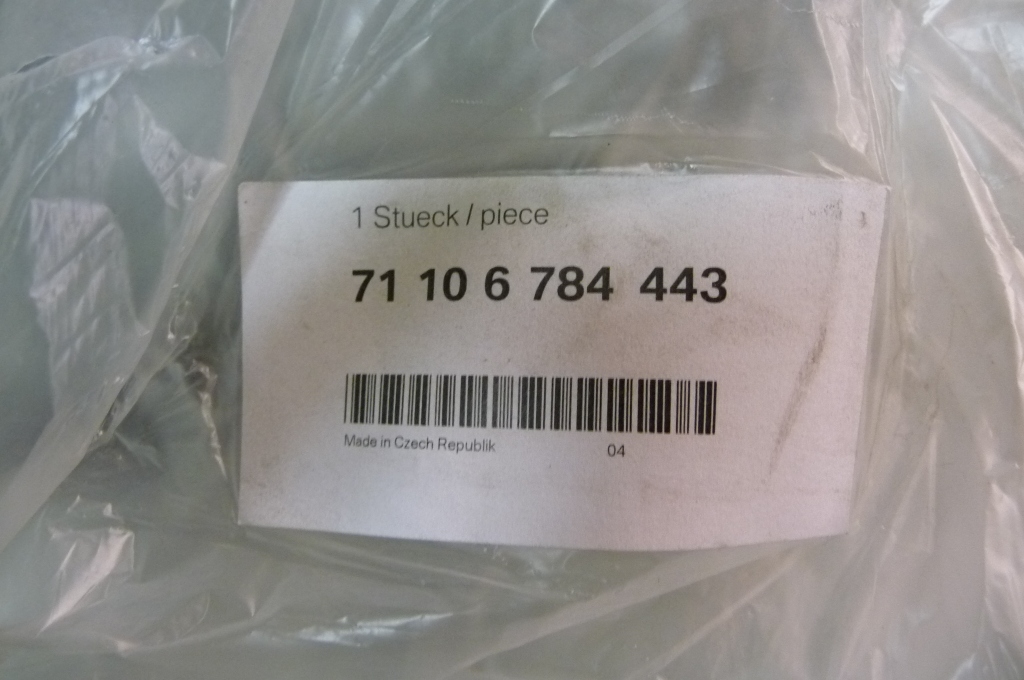 1 Stueck / piece
71 10 6 784 443
Made in Czech Republik 04